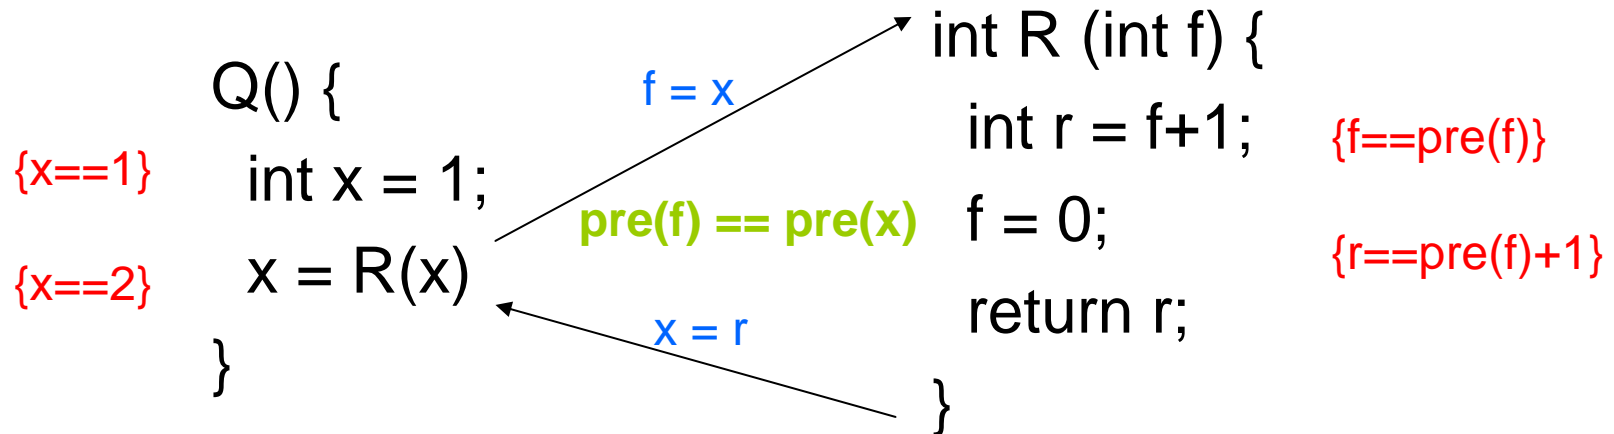 Q() {
{x==1}
int x = 1;
{x==2}
x = R(x)
}
f = x
pre(f) == pre(x)
x = r
int R (int f) {
int r = f+1;
{f==pre(f)}
f = 0;
{r==pre(f)+1}
return r;
}